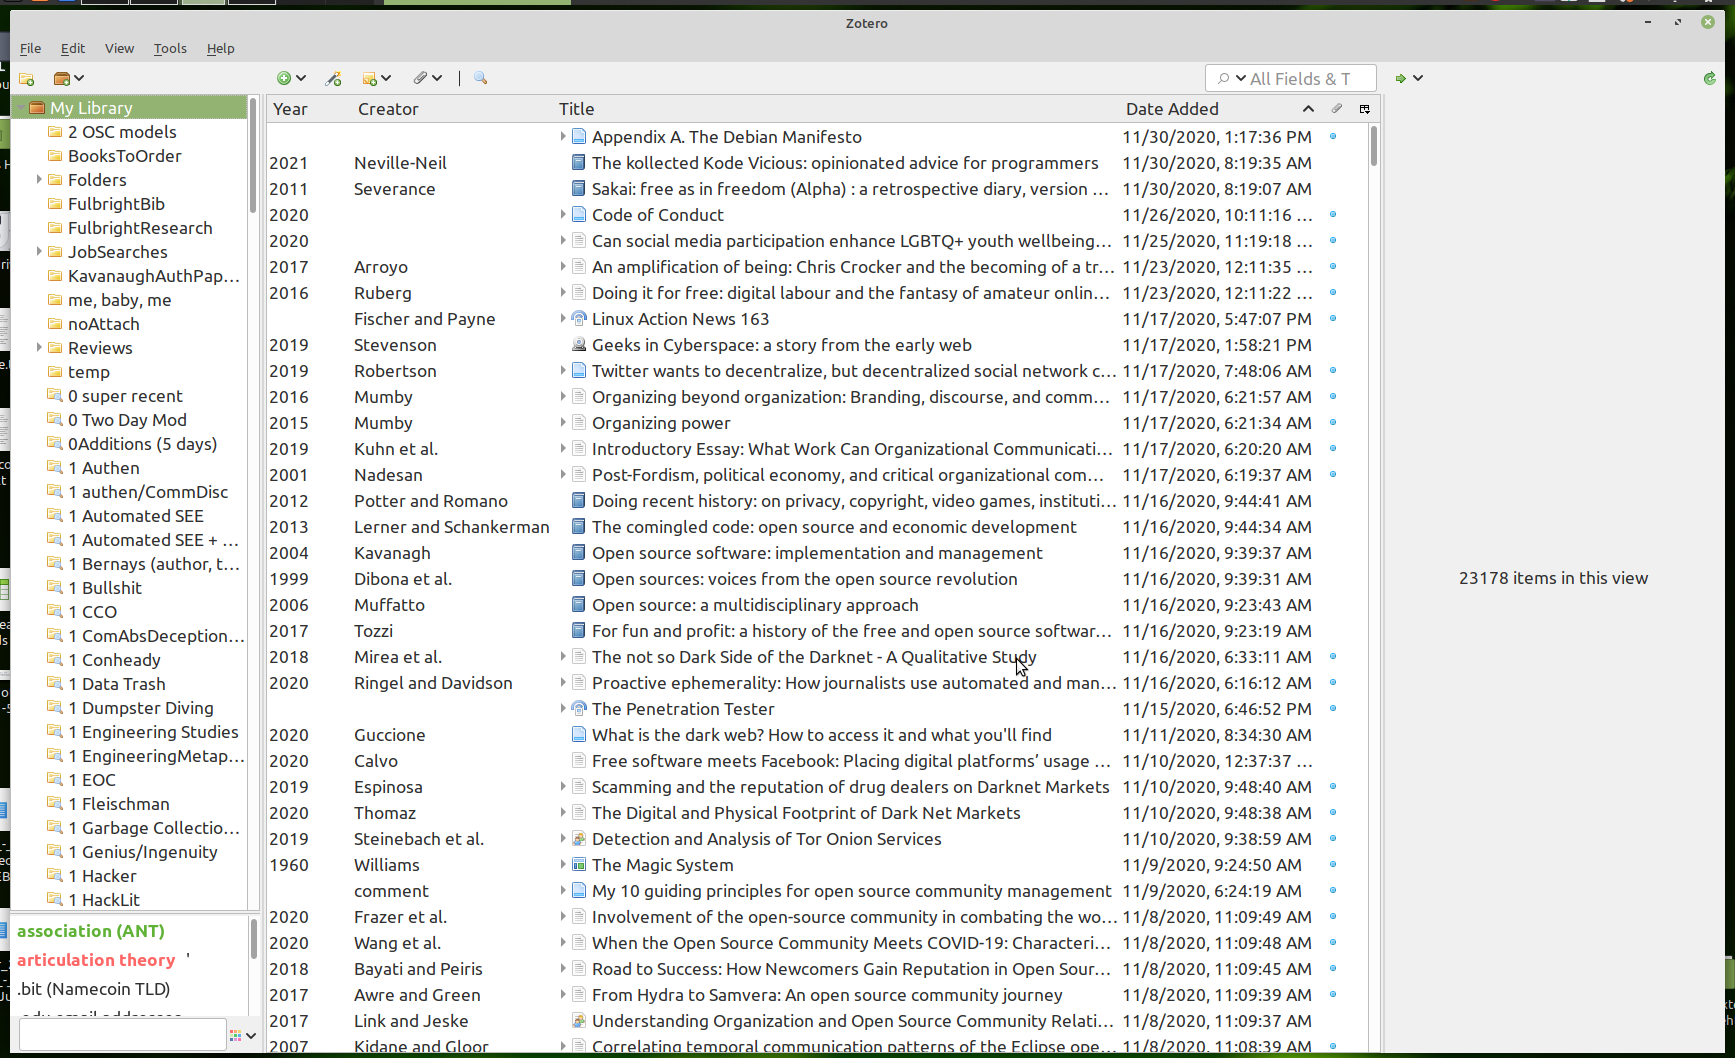 Zotero
File Edit View Tools Help
All Fields & T
My Library
2 OSC models
BooksToOrder
Folders
FulbrightBib
FulbrightResearch
JobSearches
KavanaughAuthPap...
me, baby, me
noAttach
Reviews
temp
0 super recent
0 Two Day Mod
0Additions (5 days)
1 Authen
1 authen/CommDisc
1 Automated SEE
1 Automated SEE + ...
1 Bernays (author, t...
1 Bullshit
1 CCO
1 ComAbsDeception...
1 Conheady
1 Data Trash
1 Dumpster Diving
1 Engineering Studies
1 EngineeringMetap...
1 EOC
1 Fleischman
1 Garbage Collectio...
1 Genius/Ingenuity
1 Hacker
1 HackLit
association (ANT)
articulation theory '
.bit (Namecoin TLD)
Year Creator Title Date Added
Appendix A. The Debian Manifesto 11/30/2020, 1:17:36 PM
2021 Neville-Neil The kollected Kode Vicious: opinionated advice for programmers 11/30/2020, 8:19:35 AM
2011 Severance Sakai: free as in freedom (Alpha) : a retrospective diary, version ... 11/30/2020, 8:19:07 AM
2020 Code of Conduct 11/26/2020, 10:11:16 ...
2020 Can social media participation enhance LGBTQ+ youth wellbeing... 11/25/2020, 11:19:18 ...
2017 Arroyo An amplification of being: Chris Crocker and the becoming of a tr... 11/23/2020, 12:11:35 ...
2016 Ruberg Doing it for free: digital labour and the fantasy of amateur onlin... 11/23/2020, 12:11:22 ...
Fischer and Payne Linux Action News 163 11/17/2020, 5:47:07 PM
2019 Stevenson Geeks in Cyberspace: a story from the early web 11/17/2020, 1:58:21 PM
2019 Robertson Twitter wants to decentralize, but decentralized social network c... 11/17/2020, 7:48:06 AM
2016 Mumby Organizing beyond organization: Branding, discourse, and comm... 11/17/2020, 6:21:57 AM
2015 Mumby Organizing power 11/17/2020, 6:21:34 AM
2019 Kuhn et al. Introductory Essay: What Work Can Organizational Communicati... 11/17/2020, 6:20:20 AM
2001 Nadesan Post-Fordism, political economy, and critical organizational com... 11/17/2020, 6:19:37 AM
2012 Potter and Romano Doing recent history: on privacy, copyright, video games, instituti... 11/16/2020, 9:44:41 AM
2013 Lerner and Schankerman The comingled code: open source and economic development 11/16/2020, 9:44:34 AM
2004 Kavanagh Open source software: implementation and management 11/16/2020, 9:39:37 AM
1999 Dibona et al. Open sources: voices from the open source revolution 11/16/2020, 9:39:31 AM
2006 Muffatto Open source: a multidisciplinary approach 11/16/2020, 9:23:43 AM
2017 Tozzi For fun and profit: a history of the free and open source softwar... 11/16/2020, 9:23:19 AM
2018 Mirea et al. The not so Dark Side of the Darknet - A Qualitative Study 11/16/2020, 6:33:11 AM
2020 Ringel and Davidson Proactive ephemerality: How journalists use automated and man... 11/16/2020, 6:16:12 AM
The Penetration Tester 11/15/2020, 6:46:52 PM
2020 Guccione What is the dark web? How to access it and what you'll find 11/11/2020, 8:34:30 AM
2020 Calvo Free software meets Facebook: Placing digital platforms’ usage ... 11/10/2020, 12:37:37 ...
2019 Espinosa Scamming and the reputation of drug dealers on Darknet Markets 11/10/2020, 9:48:40 AM
2020 Thomaz The Digital and Physical Footprint of Dark Net Markets 11/10/2020, 9:48:38 AM
2019 Steinebach et al. Detection and Analysis of Tor Onion Services 11/10/2020, 9:38:59 AM
1960 Williams The Magic System 11/9/2020, 9:24:50 AM
comment My 10 guiding principles for open source community management 11/9/2020, 6:24:19 AM
2020 Frazer et al. Involvement of the open-source community in combating the wo... 11/8/2020, 11:09:49 AM
2020 Wang et al. When the Open Source Community Meets COVID-19: Characteri... 11/8/2020, 11:09:48 AM
2018 Bayati and Peiris Road to Success: How Newcomers Gain Reputation in Open Sour... 11/8/2020, 11:09:45 AM
2017 Awre and Green From Hydra to Samvera: An open source community journey 11/8/2020, 11:09:39 AM
2017 Link and Jeske Understanding Organization and Open Source Community Relati... 11/8/2020, 11:09:37 AM
2007 Kidane and Gloor Correlating temporal communication patterns of the Eclipse ope... 11/8/2020, 11:08:39 AM
23178 items in this view